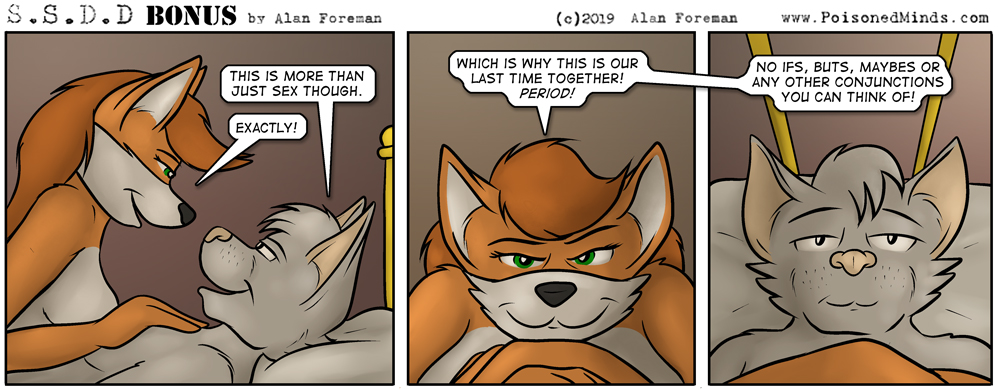 S.S.D.D BONUS by Alan Foreman (c)2019 Alan Foreman www.PoisonedMinds.com
THIS IS MORE THAN
JUST SEX THOUGH.
EXACTLY!
WHICH IS WHY THIS IS OUR
LAST TIME TOGETHER!
PERIOD!
NO IFS, BUTS, MAYBES OR
ANY OTHER CONJUNCTIONS
YOU CAN THINK OF!